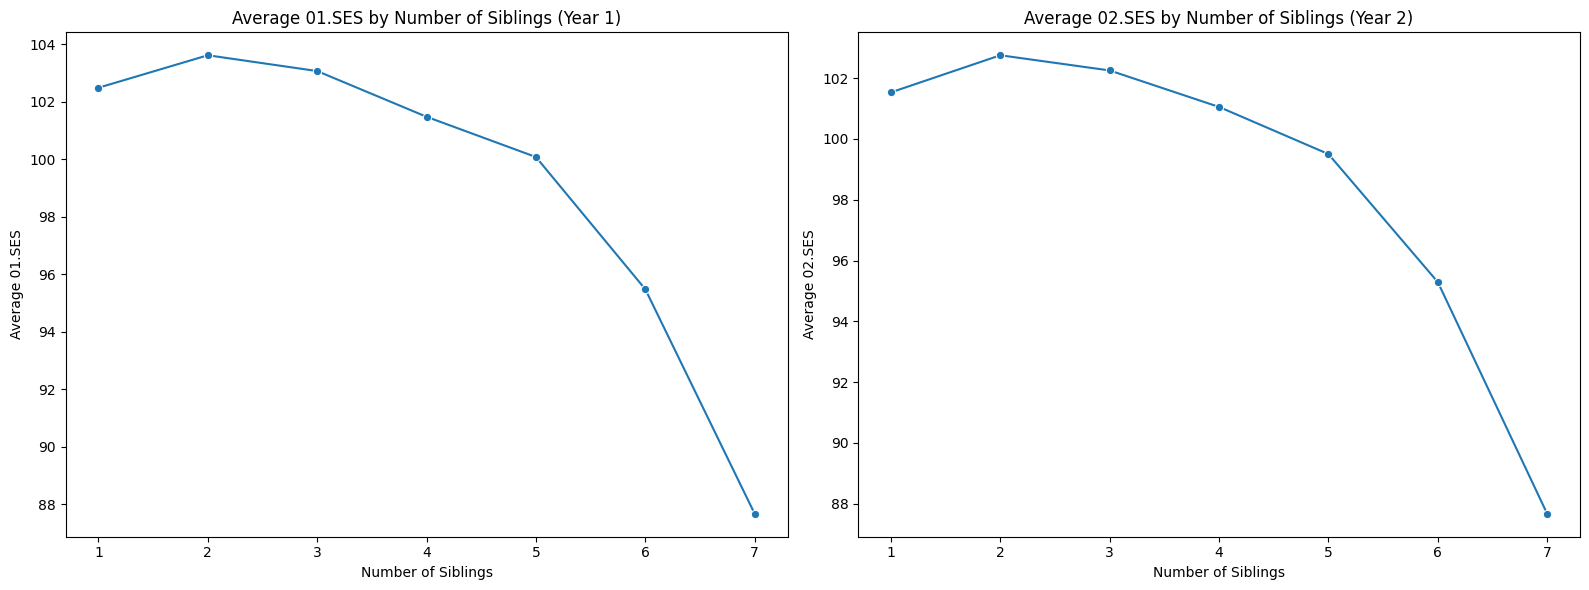 Average 01.SES by Number of Siblings (Year 1)
Average 01.SES
104
102
100
98
96
94
92
90
88
1 2 3 4 5 6 7
Number of Siblings
Average 02.SES by Number of Siblings (Year 2)
Average 02.SES
102
100
98
96
94
92
90
88
1 2 3 4 5 6 7
Number of Siblings